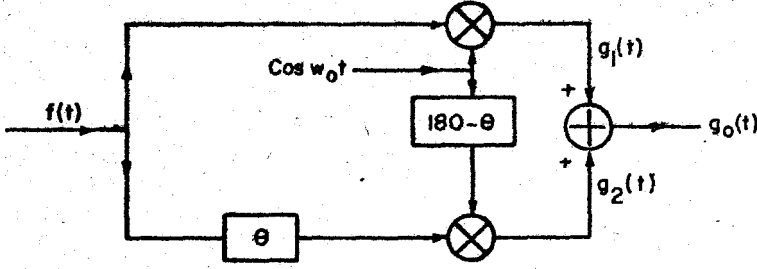 f(t)
Cos w₀t
180-θ
θ
g₁(t)
+
+
g₂(t)
g₀(t)